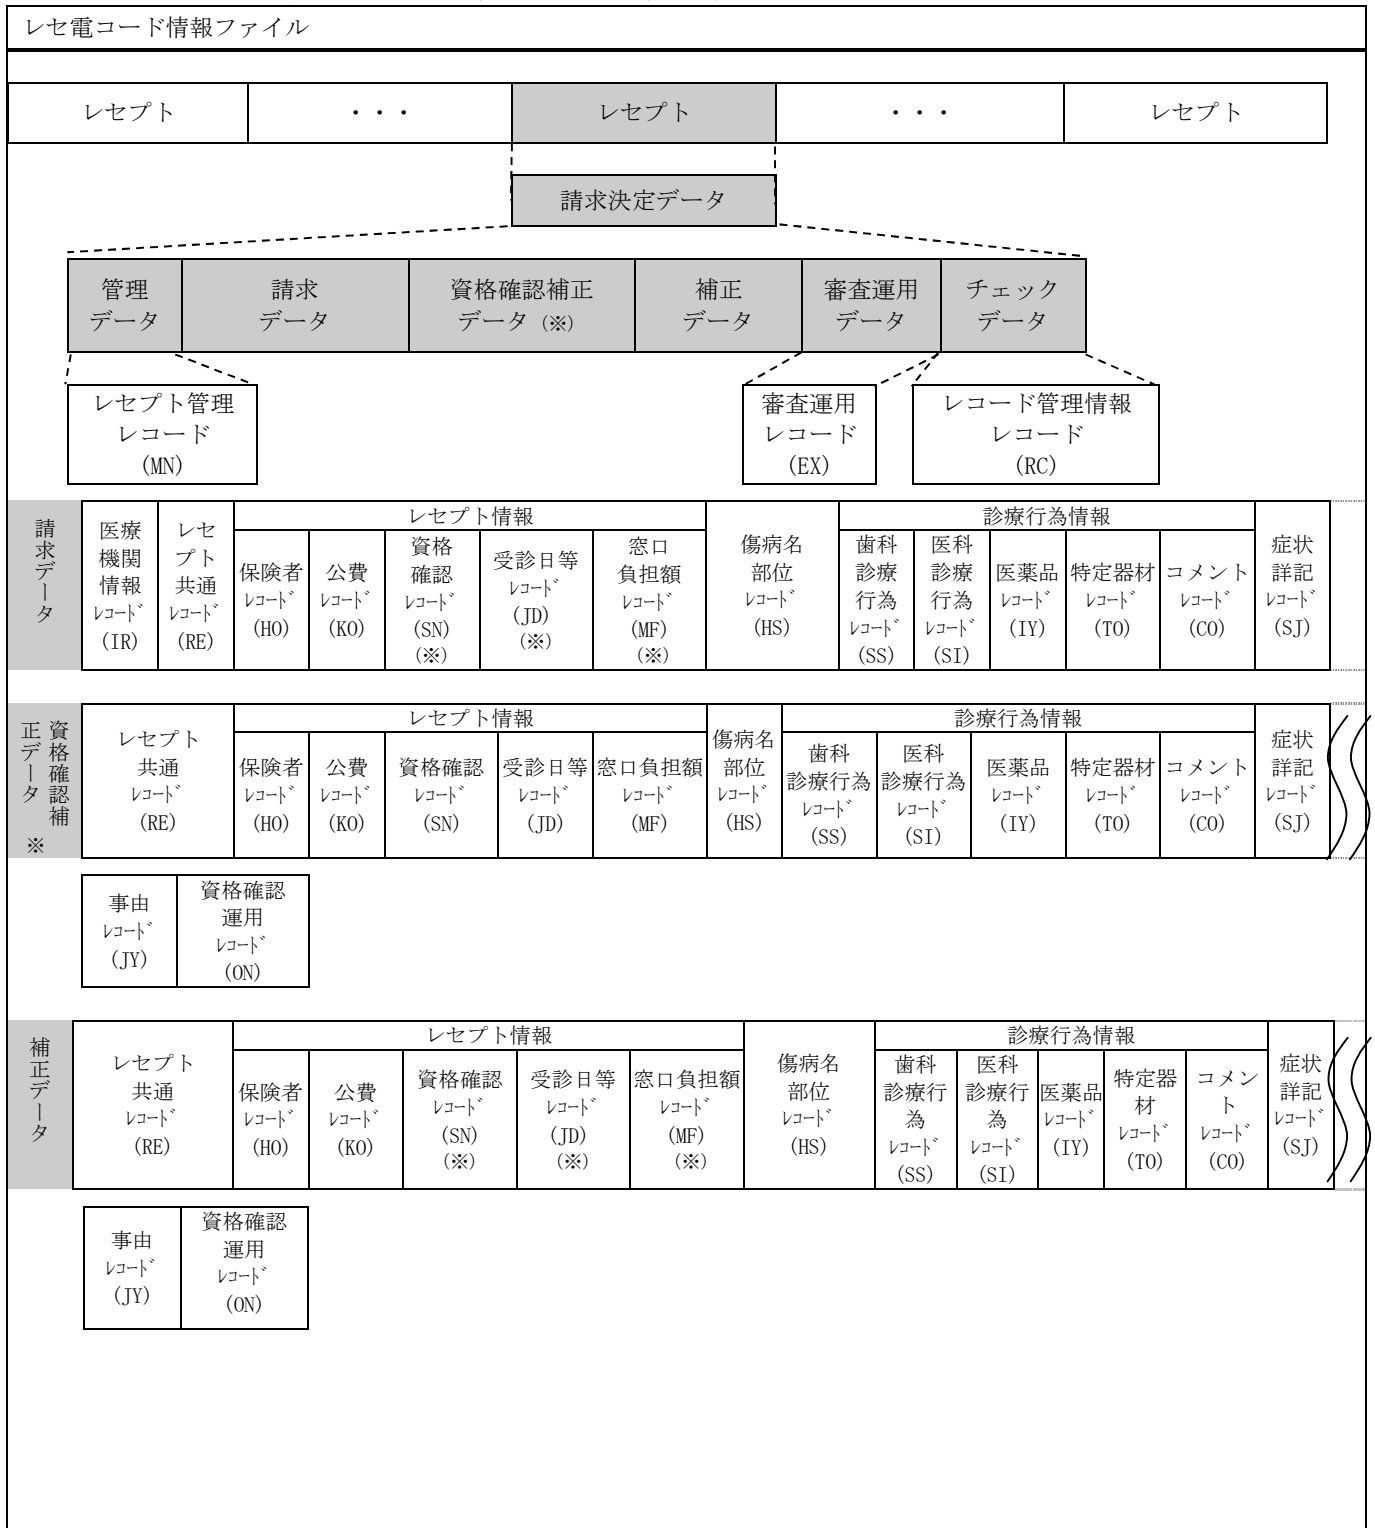 レセ電コード情報ファイル
レセプト
・・・
レセプト
・・・
レセプト
請求決定データ
管理
データ
請求
データ
資格確認補正
データ (※)
補正
データ
審査運用
データ
チェック
データ
レセプト管理
レコード
(MN)
審査運用
レコード
(EX)
レコード管理情報
レコード
(RC)
請求データ
医療
機関
情報
ﾚｺｰﾄﾞ
(IR)
レセ
プト
共通
ﾚｺｰﾄﾞ
(RE)
レセプト情報
保険者
ﾚｺｰﾄﾞ
(HO)
公費
ﾚｺｰﾄﾞ
(KO)
資格
確認
ﾚｺｰﾄﾞ
(SN)
(※)
受診日等
ﾚｺｰﾄﾞ
(JD)
(※)
窓口
負担額
ﾚｺｰﾄﾞ
(MF)
(※)
傷病名
部位
ﾚｺｰﾄﾞ
(HS)
診療行為情報
歯科
診療
行為
ﾚｺｰﾄﾞ
(SS)
医科
診療
行為
ﾚｺｰﾄﾞ
(SI)
医薬品
ﾚｺｰﾄﾞ
(IY)
特定器材
ﾚｺｰﾄﾞ
(TO)
コメント
ﾚｺｰﾄﾞ
(CO)
症状
詳記
ﾚｺｰﾄﾞ
(SJ)
資格確認補
正データ ※
レセプト
共通
ﾚｺｰﾄﾞ
(RE)
レセプト情報
保険者
ﾚｺｰﾄﾞ
(HO)
公費
ﾚｺｰﾄﾞ
(KO)
資格確認
ﾚｺｰﾄﾞ
(SN)
受診日等
ﾚｺｰﾄﾞ
(JD)
窓口負担額
ﾚｺｰﾄﾞ
(MF)
傷病名
部位
ﾚｺｰﾄﾞ
(HS)
診療行為情報
歯科
診療行為
ﾚｺｰﾄﾞ
(SS)
医科
診療行為
ﾚｺｰﾄﾞ
(SI)
医薬品
ﾚｺｰﾄﾞ
(IY)
特定器材
ﾚｺｰﾄﾞ
(TO)
コメント
ﾚｺｰﾄﾞ
(CO)
症状
詳記
ﾚｺｰﾄﾞ
(SJ)
事由
ﾚｺｰﾄﾞ
(JY)
資格確認
運用
ﾚｺｰﾄﾞ
(ON)
補正データ
レセプト
共通
ﾚｺｰﾄﾞ
(RE)
レセプト情報
保険者
ﾚｺｰﾄﾞ
(HO)
公費
ﾚｺｰﾄﾞ
(KO)
資格確認
ﾚｺｰﾄﾞ
(SN)
(※)
受診日等
ﾚｺｰﾄﾞ
(JD)
(※)
窓口負担額
ﾚｺｰﾄﾞ
(MF)
(※)
傷病名
部位
ﾚｺｰﾄﾞ
(HS)
診療行為情報
歯科
診療行
為
ﾚｺｰﾄﾞ
(SS)
医科
診療行
為
ﾚｺｰﾄﾞ
(SI)
医薬品
ﾚｺｰﾄﾞ
(IY)
特定器
材
ﾚｺｰﾄﾞ
(TO)
コメン
ト
ﾚｺｰﾄﾞ
(CO)
症状
詳記
ﾚｺｰﾄﾞ
(SJ)
事由
ﾚｺｰﾄﾞ
(JY)
資格確認
運用
ﾚｺｰﾄﾞ
(ON)